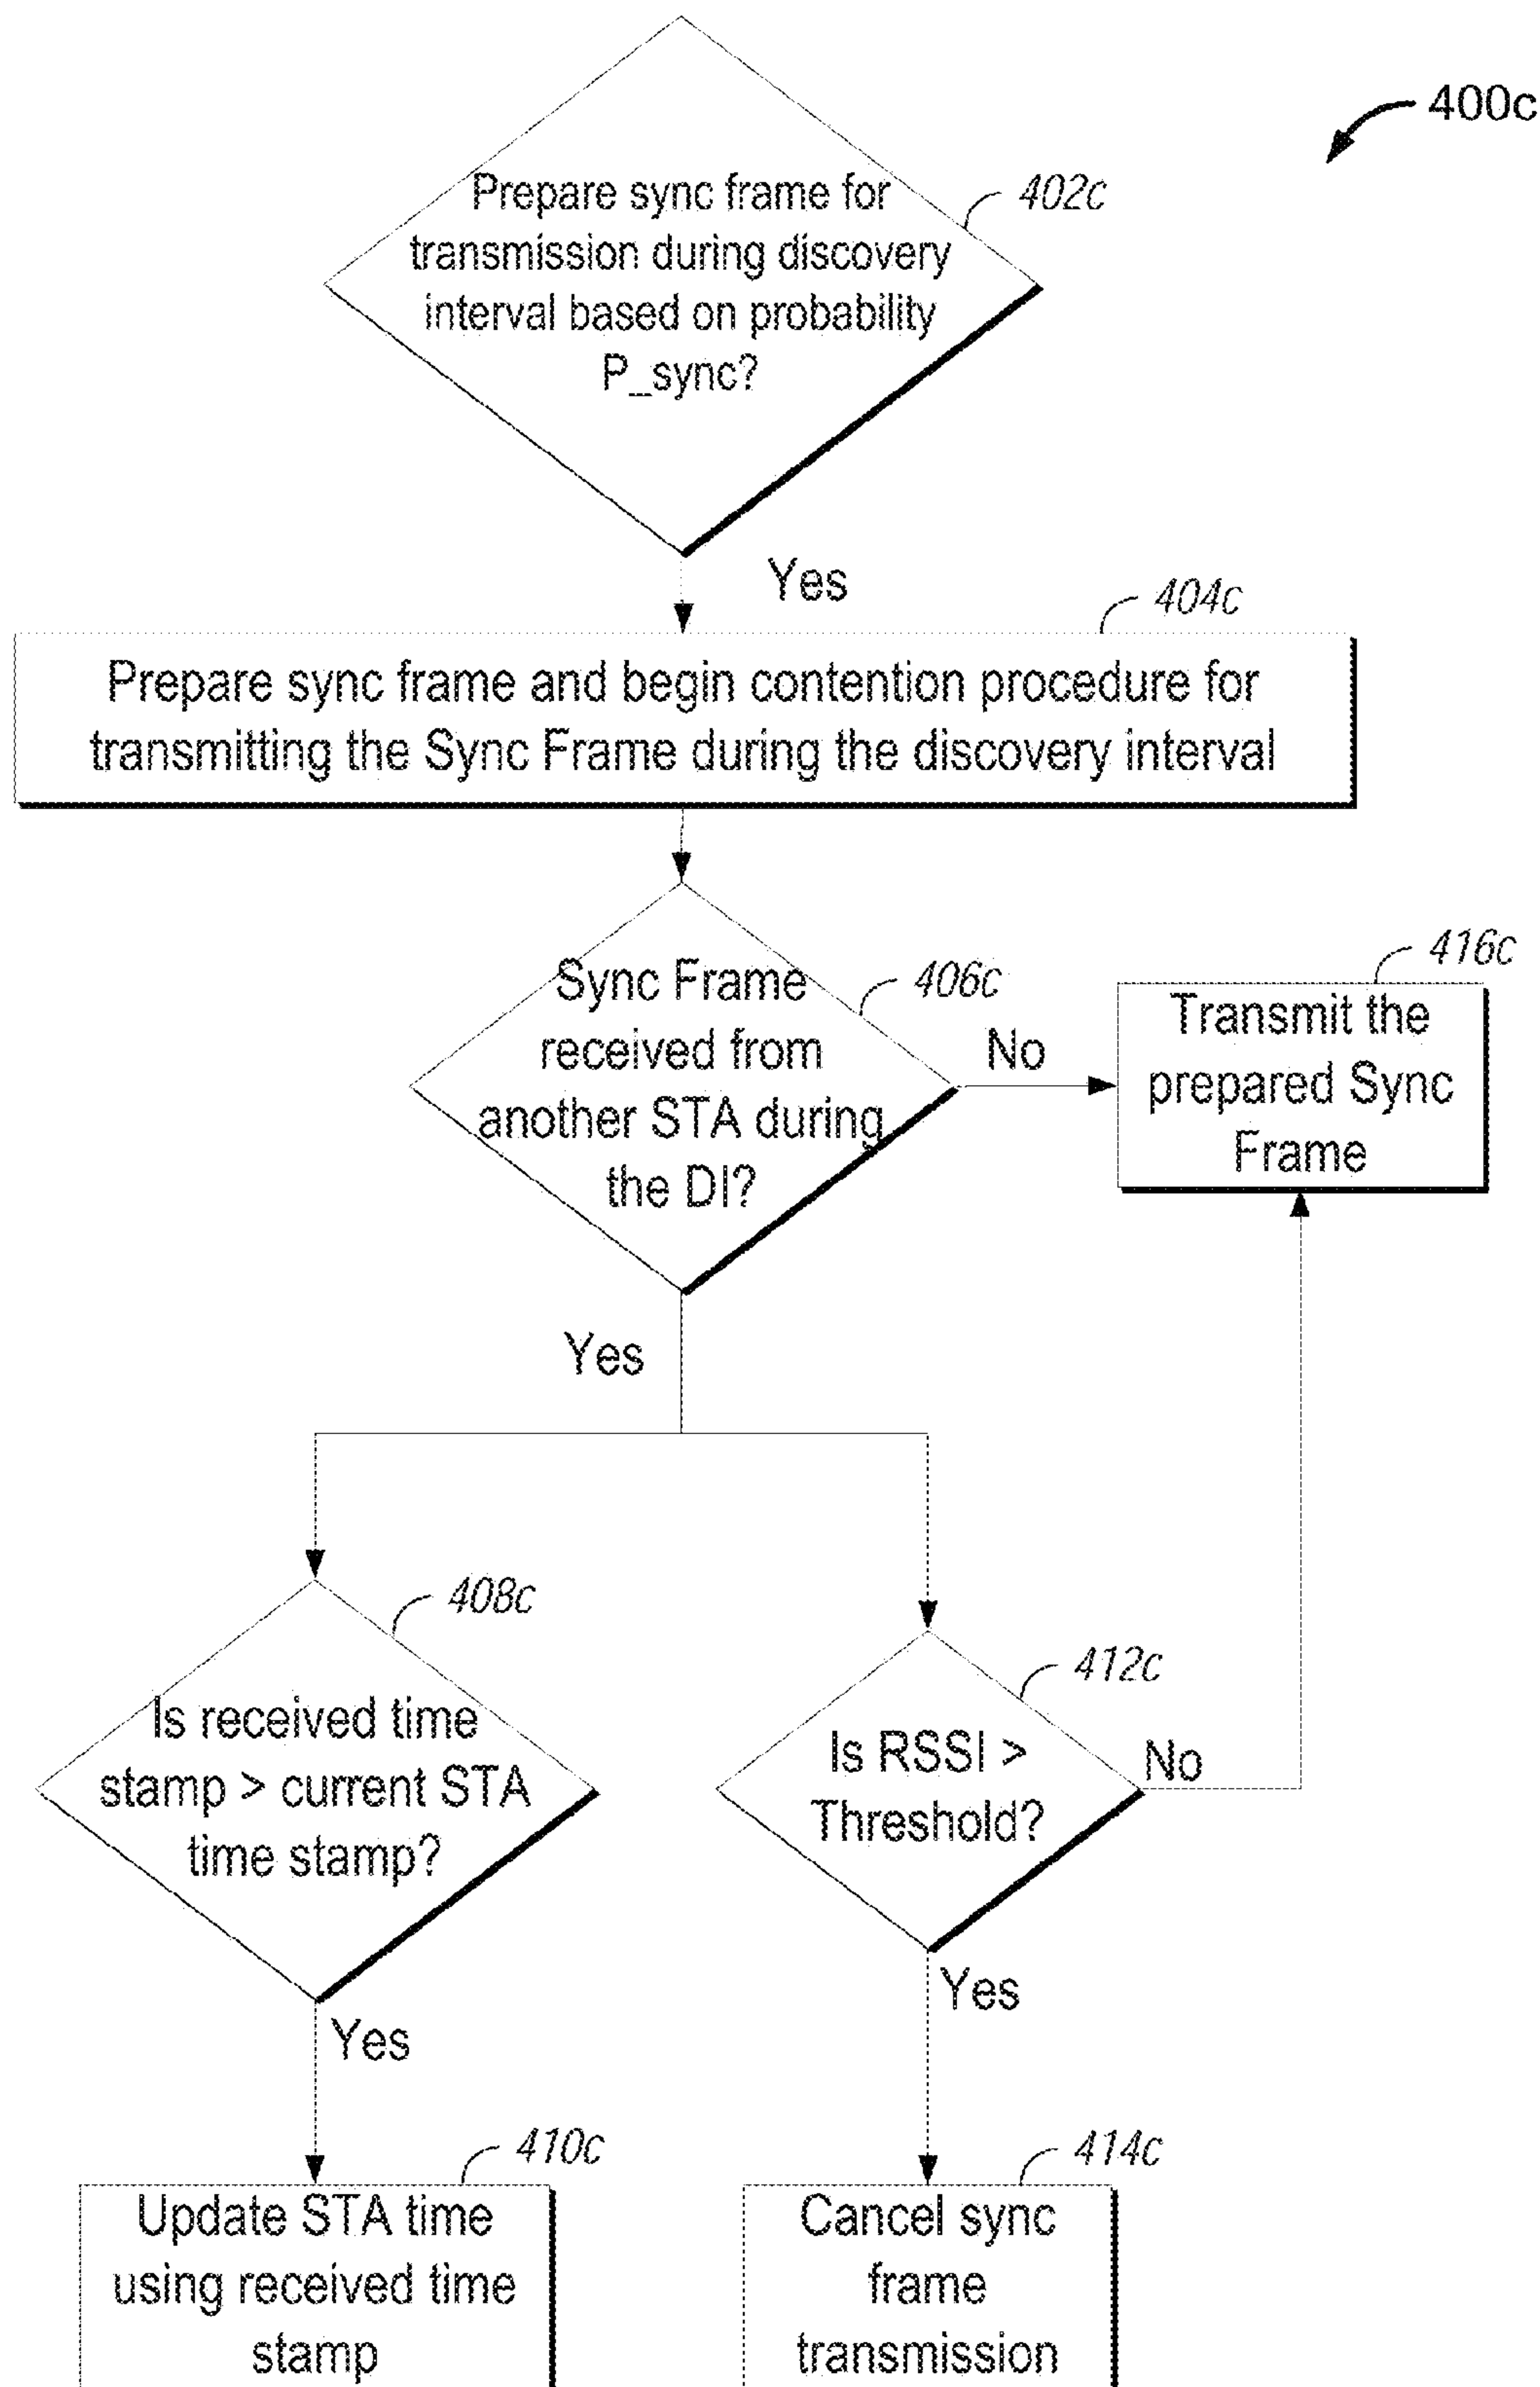 400c
Prepare sync frame for
transmission during discovery
interval based on probability
P_sync?
402c
Yes
404c
Prepare sync frame and begin contention procedure for
transmitting the Sync Frame during the discovery interval
Sync Frame
received from
another STA during
the DI?
406c
No
416c
Transmit the
prepared Sync
Frame
Yes
408c
Is received time
stamp > current STA
time stamp?
412c
Is RSSI >
Threshold?
No
Yes
Yes
410c
Update STA time
using received time
stamp
414c
Cancel sync
frame
transmission